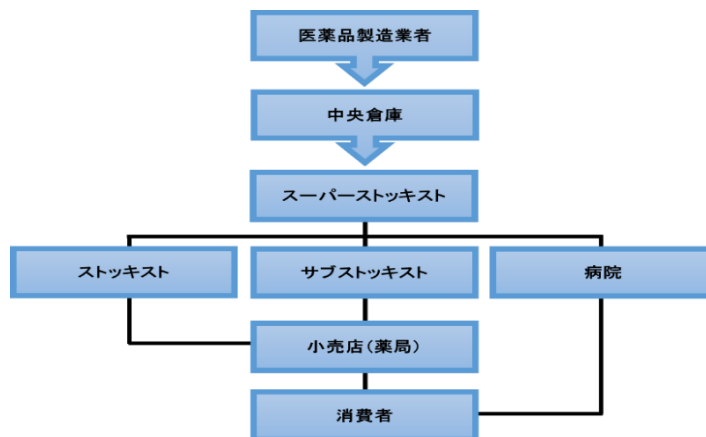 医薬品製造業者
中央倉庫
スーパーストッキスト
ストッキスト
サブストッキスト
病院
小売店(薬局)
消費者